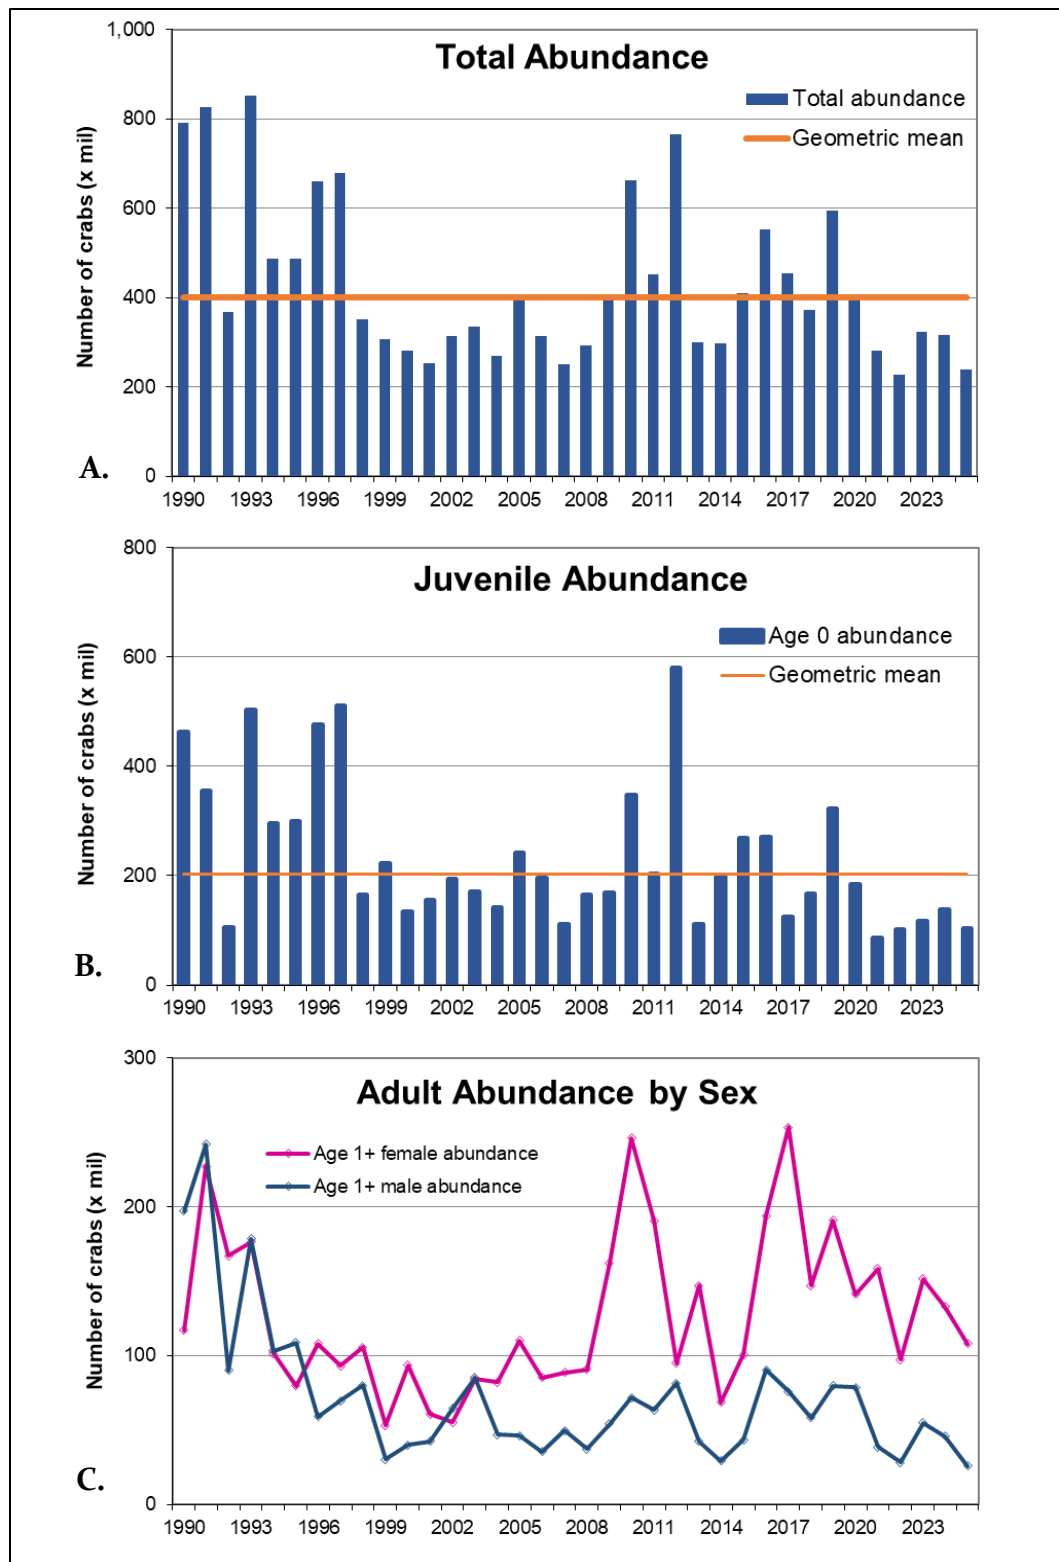 Total Abundance
Total abundance
Geometric mean
Number of crabs (x mil)
1,000
800
600
400
200
0
A.
1990 1993 1996 1999 2002 2005 2008 2011 2014 2017 2020 2023
Juvenile Abundance
Age 0 abundance
Geometric mean
Number of crabs (x mil)
800
600
400
200
0
B.
1990 1993 1996 1999 2002 2005 2008 2011 2014 2017 2020 2023
Adult Abundance by Sex
Age 1+ female abundance
Age 1+ male abundance
Number of crabs (x mil)
300
200
100
0
C.
1990 1993 1996 1999 2002 2005 2008 2011 2014 2017 2020 2023